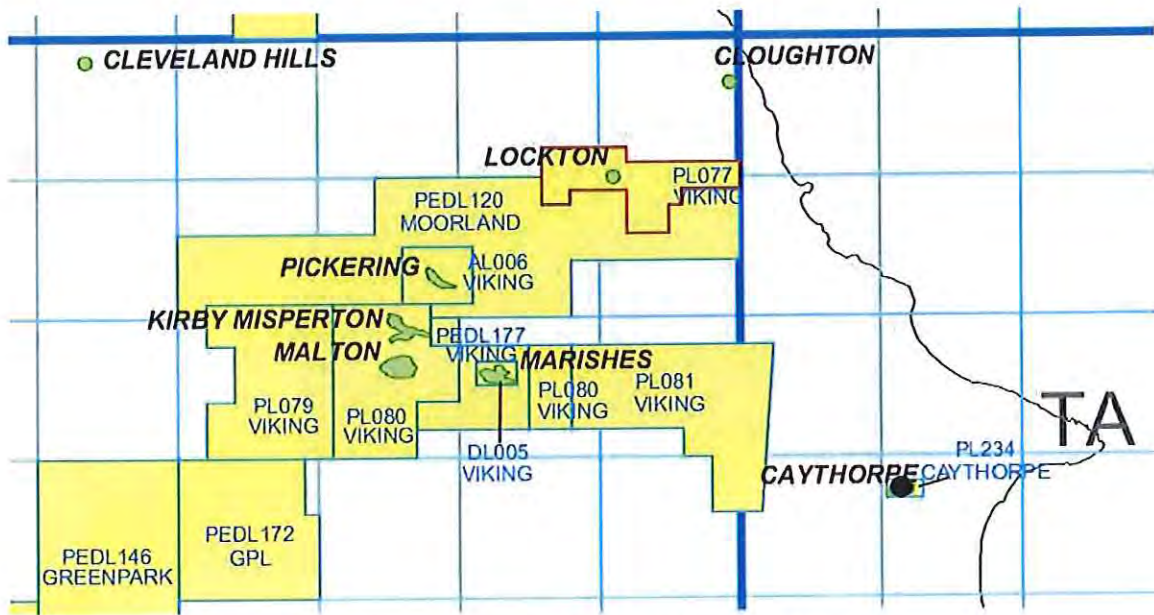 CLEVELAND HILLS
CLOUGHTON
LOCKTON
PL077
VIKING
PEDL120
MOORLAND
PICKERING
AL006
VIKING
KIRBY MISPERTON
PEDL177
VIKING
MALTON
MARISHES
PL079
VIKING
PL080
VIKING
PL080
VIKING
PL081
VIKING
DL005
VIKING
TA
CAYTHORPE
PL234
CAYTHORPE
PEDL146
GREENPARK
PEDL172
GPL